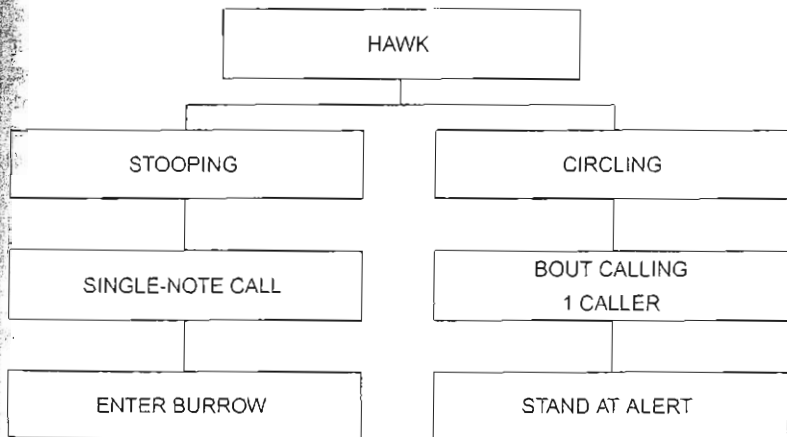 HAWK
STOOPING
CIRCLING
SINGLE-NOTE CALL
BOUT CALLING
1 CALLER
ENTER BURROW
STAND AT ALERT